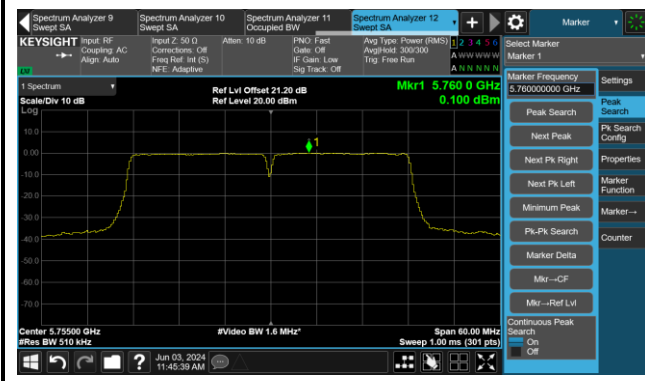 Spectrum Analyzer 9
Swept SA
Spectrum Analyzer 10
Swept SA
Spectrum Analyzer 11
Occupied BW
Spectrum Analyzer 12
Swept SA
Marker
KEYSIGHT
Input: RF
Coupling: AC
Align: Auto
Input Z: 50 Ω
Corrections: Off
Freq Ref: Int (S)
NFE: Adaptive
Atten: 10 dB
PNO: Fast
Gate: Off
IF Gain: Low
Sig Track: Off
Avg Type: Power (RMS)
Avg|Hold: 300/300
Trig: Free Run
1 2 3 4 5 6
A W W W W W
A N N N N N
Select Marker
Marker 1
LXI
1 Spectrum
Scale/Div 10 dB
Log
Ref Lvl Offset 21.20 dB
Ref Level 20.00 dBm
Mkr1 5.760 0 GHz
0.100 dBm
10.0
0.00
-10.0
-20.0
-30.0
-40.0
-50.0
-60.0
-70.0
1
Center 5.75500 GHz
#Res BW 510 kHz
#Video BW 1.6 MHz*
Span 60.00 MHz
Sweep 1.00 ms (301 pts)
Marker Frequency
5.760000000 GHz
Peak Search
Next Peak
Next Pk Right
Next Pk Left
Minimum Peak
Pk-Pk Search
Marker Delta
Mkr→CF
Mkr→Ref Lvl
Continuous Peak
Search
On
Off
Settings
Peak
Search
Pk Search
Config
Properties
Marker
Function
Marker→
Counter
?
Jun 03, 2024
11:45:39 AM